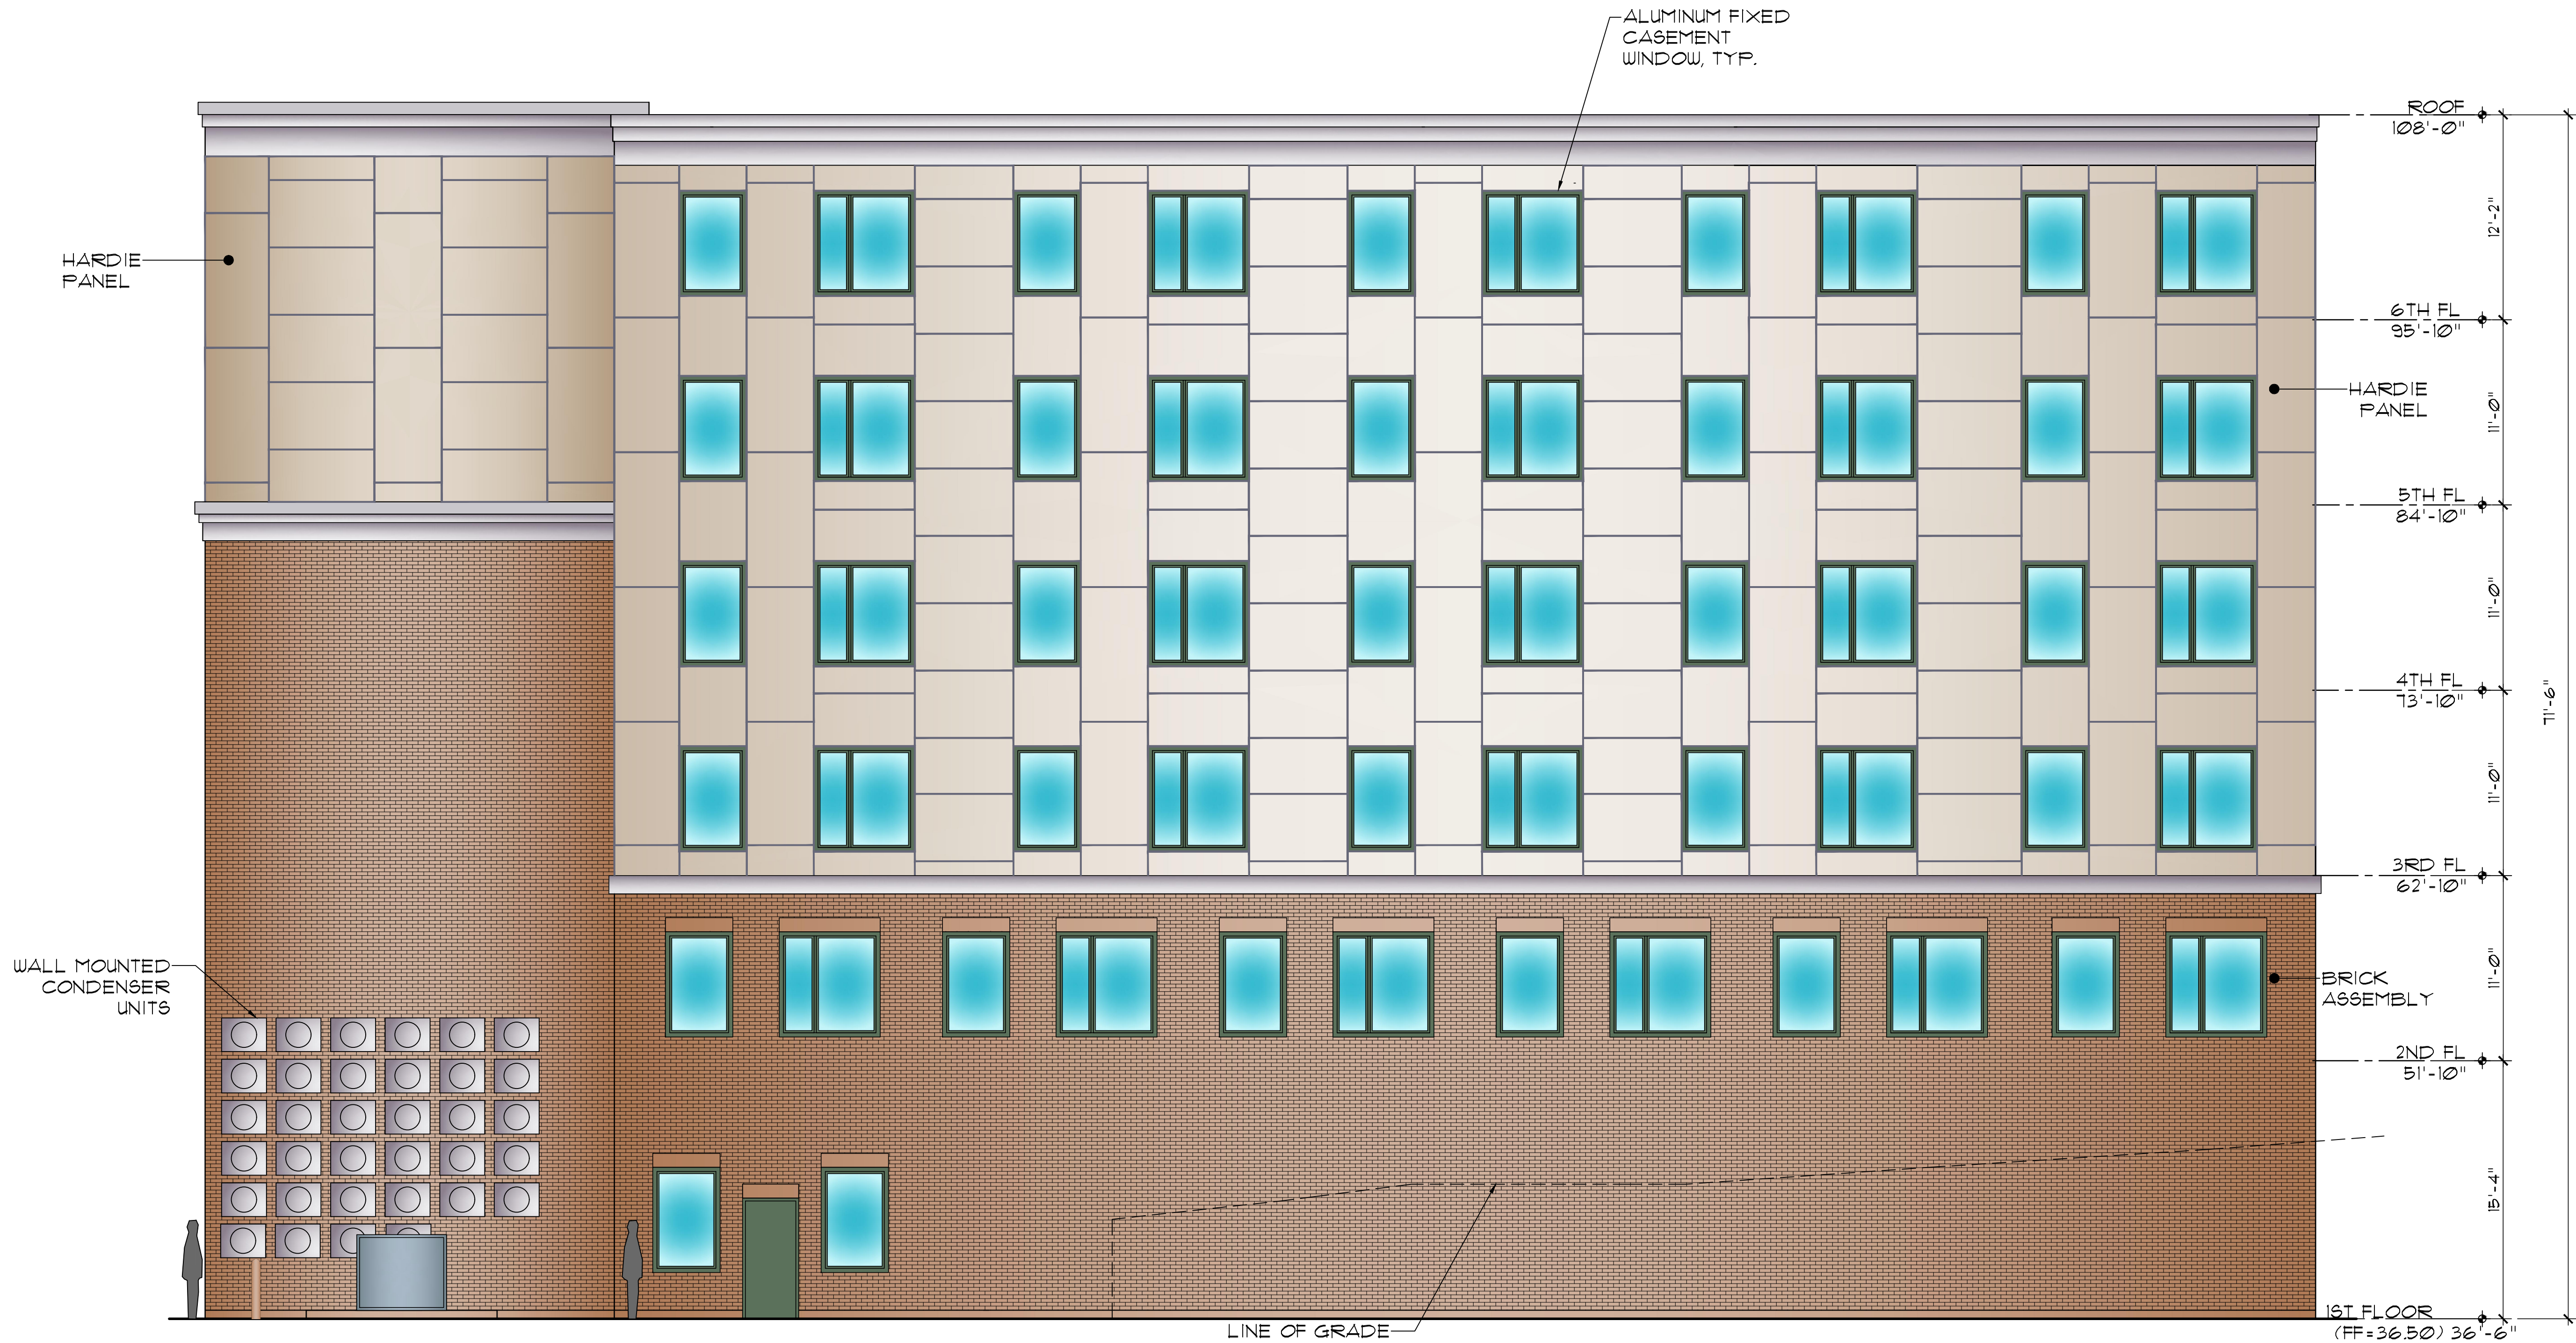 ALUMINUM FIXED
CASEMENT
WINDOW, TYP.
ROOF
108'-0"
12'-2"
HARDIE
PANEL
6TH FL
95'-10"
HARDIE
PANEL
11'-0"
5TH FL
84'-10"
11'-0"
4TH FL
73'-10"
71'-6"
11'-0"
3RD FL
62'-10"
WALL MOUNTED
CONDENSER
UNITS
BRICK
ASSEMBLY
11'-0"
2ND FL
51'-10"
15'-4"
LINE OF GRADE
1ST FLOOR
(FF=36.50) 36'-6"